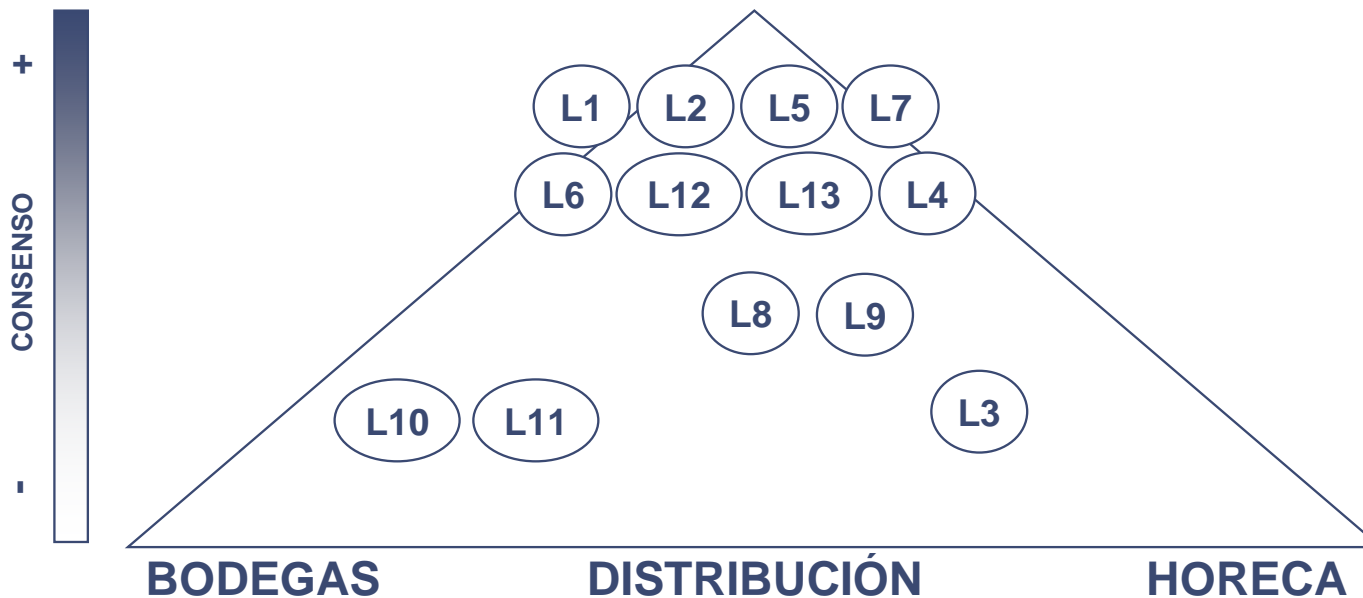 +
CONSENSO
-
L1 L2 L5 L7
L6 L12 L13 L4
L8 L9
L10 L11 L3
BODEGAS DISTRIBUCIÓN HORECA